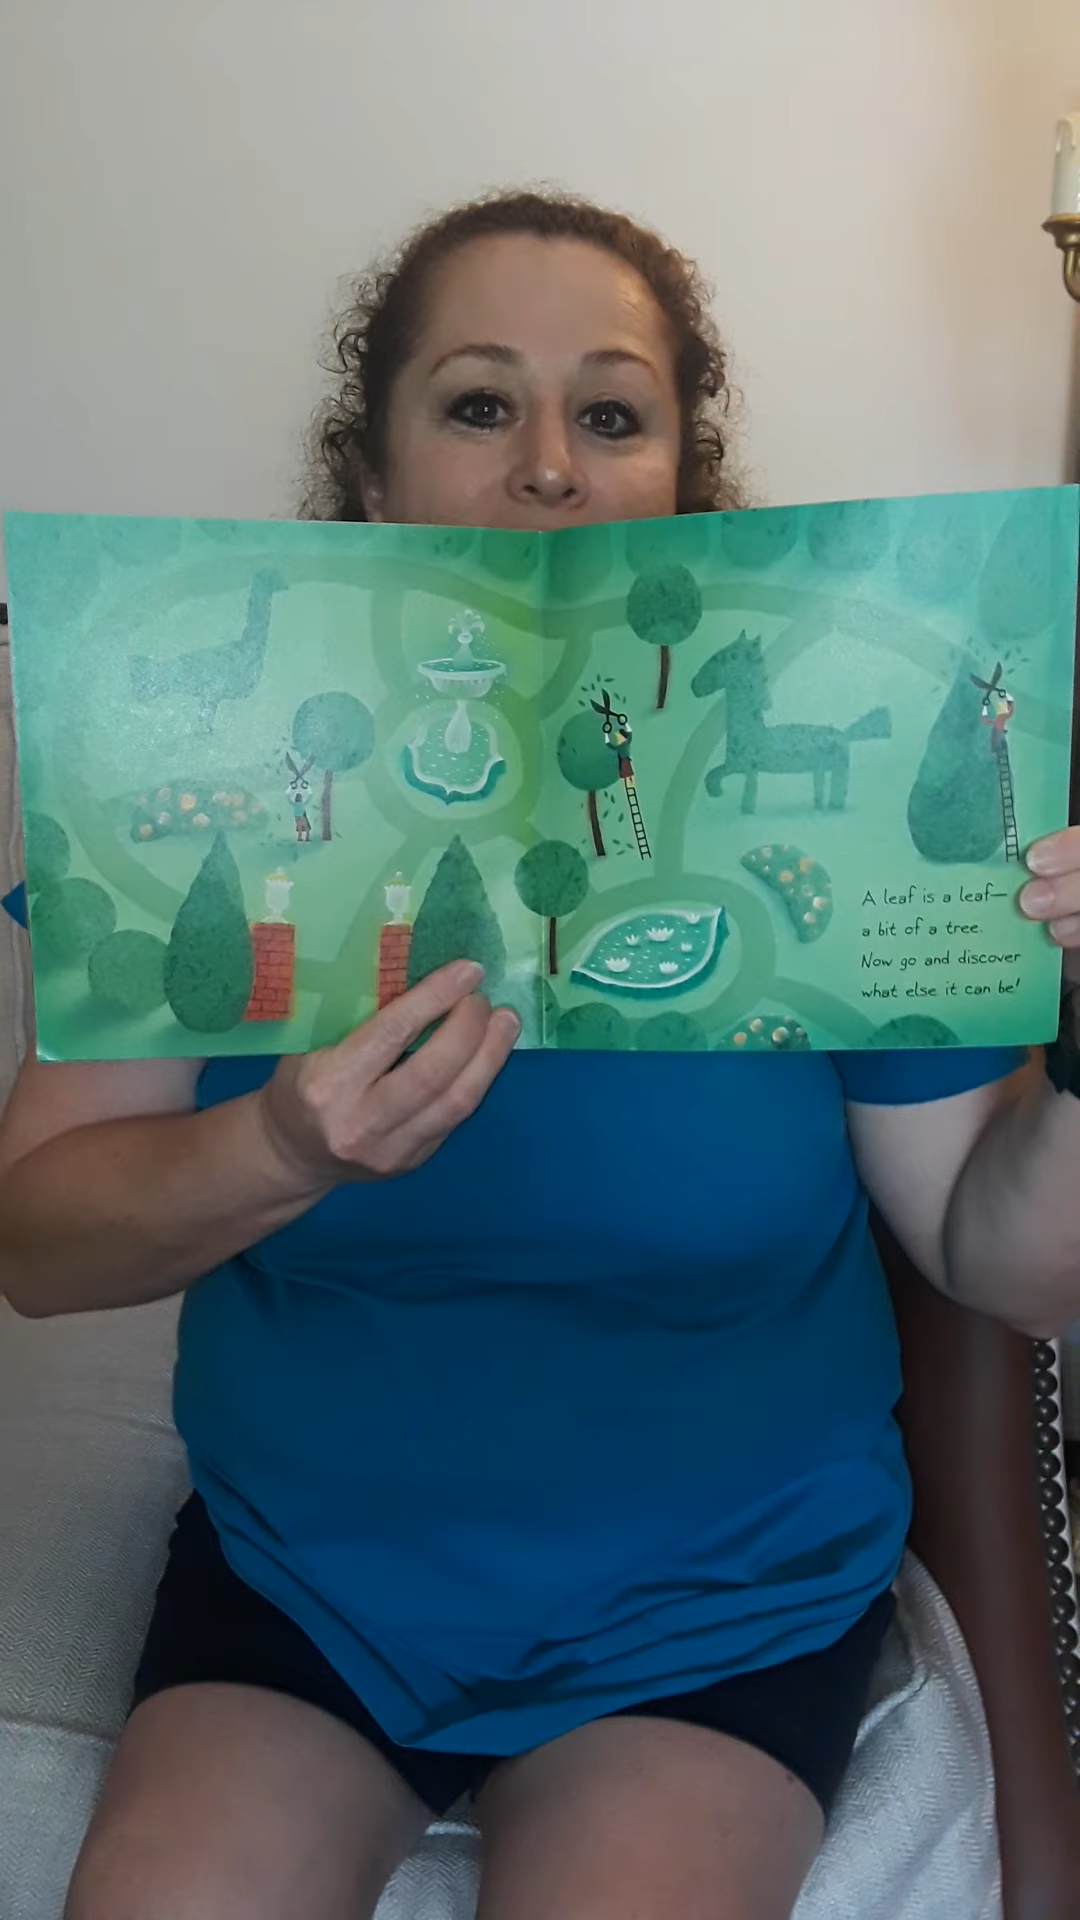 A leaf is a leaf—
a bit of a tree.
Now go and discover
what else it can be!